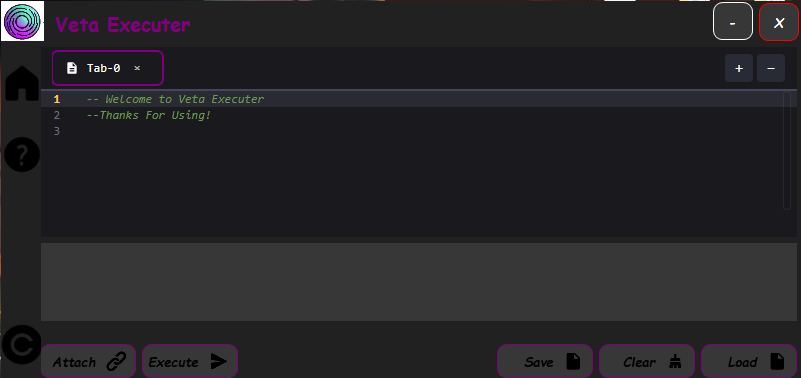 Veta Executer
- X
Tab-0 ×
+ −
1 -- Welcome to Veta Executer
2 --Thanks For Using!
3
?
C
Attach Execute Save Clear Load